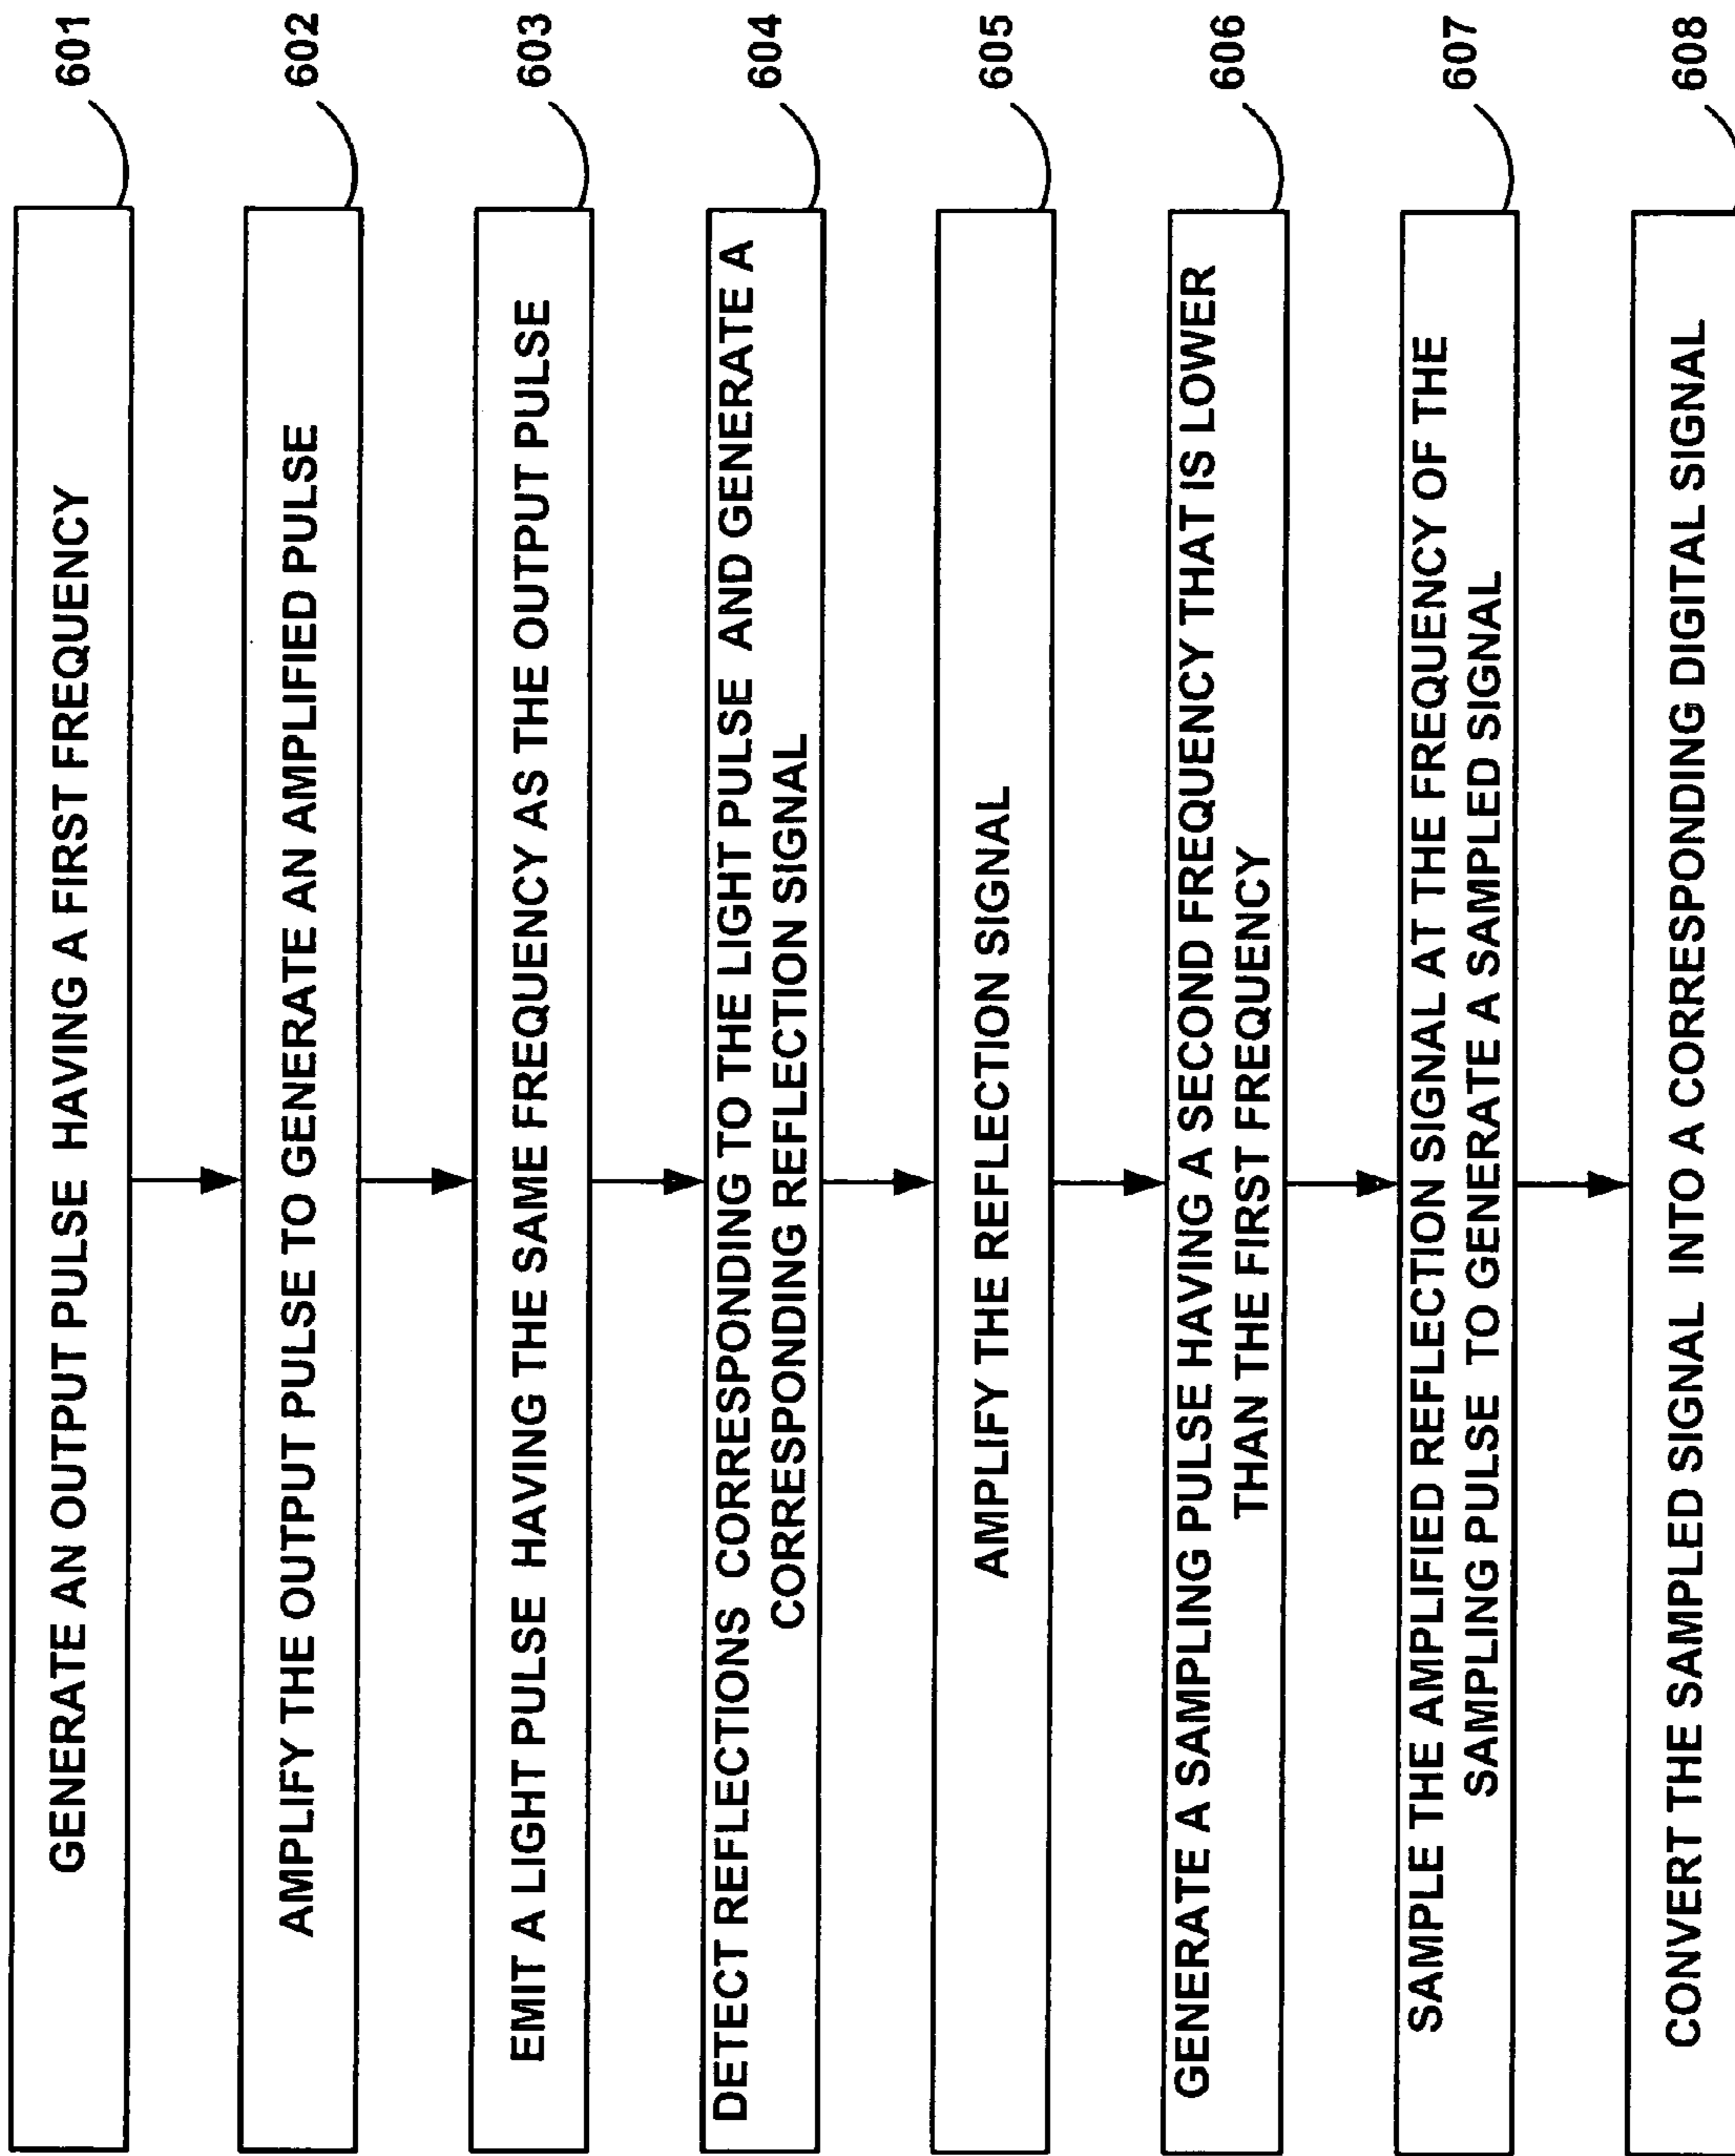 601
GENERATE AN OUTPUT PULSE HAVING A FIRST FREQUENCY
602
AMPLIFY THE OUTPUT PULSE TO GENERATE AN AMPLIFIED PULSE
603
EMIT A LIGHT PULSE HAVING THE SAME FREQUENCY AS THE OUTPUT PULSE
604
DETECT REFLECTIONS CORRESPONDING TO THE LIGHT PULSE AND GENERATE A
CORRESPONDING REFLECTION SIGNAL
605
AMPLIFY THE REFLECTION SIGNAL
606
GENERATE A SAMPLING PULSE HAVING A SECOND FREQUENCY THAT IS LOWER
THAN THE FIRST FREQUENCY
607
SAMPLE THE AMPLIFIED REFLECTION SIGNAL AT THE FREQUENCY OF THE
SAMPLING PULSE TO GENERATE A SAMPLED SIGNAL
608
CONVERT THE SAMPLED SIGNAL INTO A CORRESPONDING DIGITAL SIGNAL